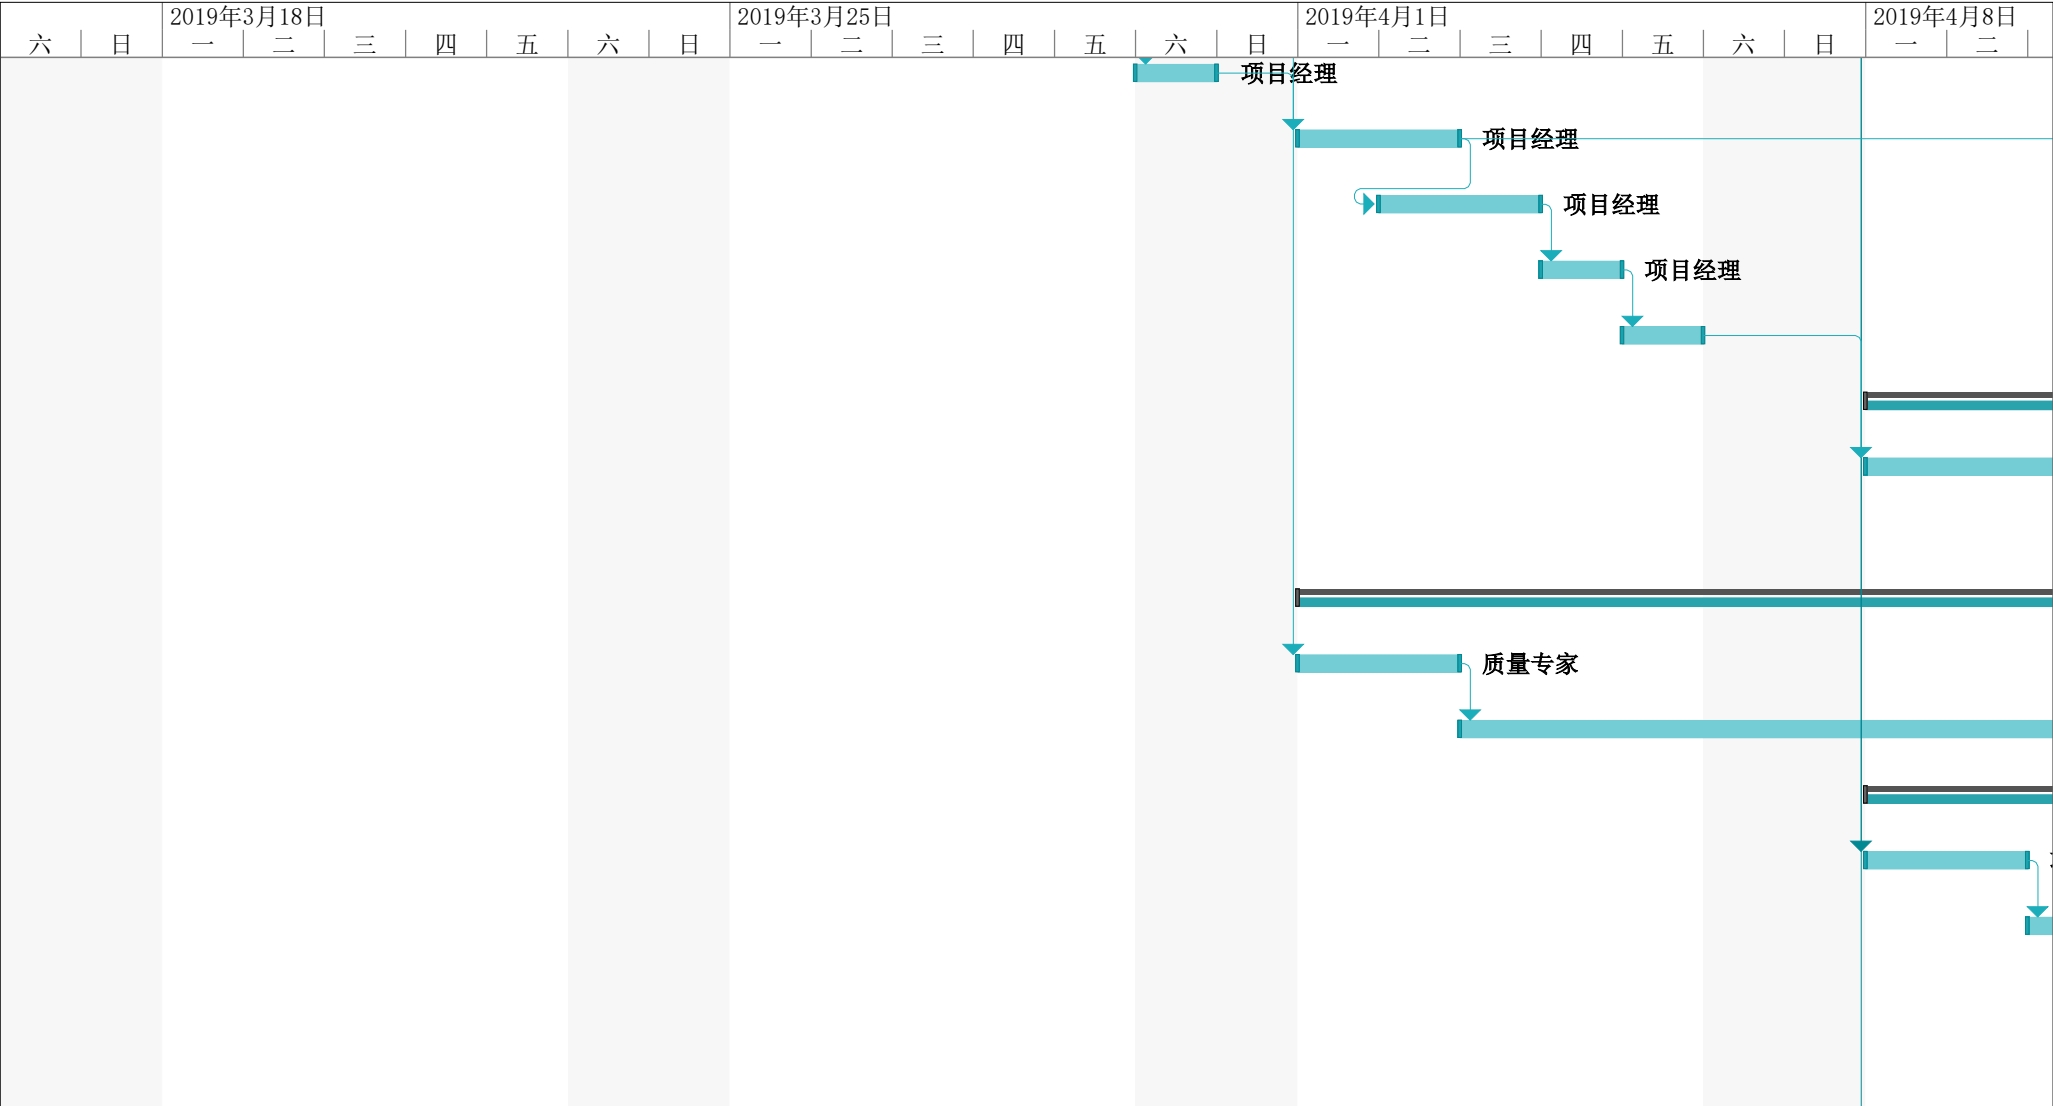 2019年3月18日 2019年3月25日 2019年4月1日 2019年4月8日
六 日 一 二 三 四 五 六 日 一 二 三 四 五 六 日 一 二 三 四 五 六 日 一 二
项目经理
项目经理
项目经理
项目经理
质量专家